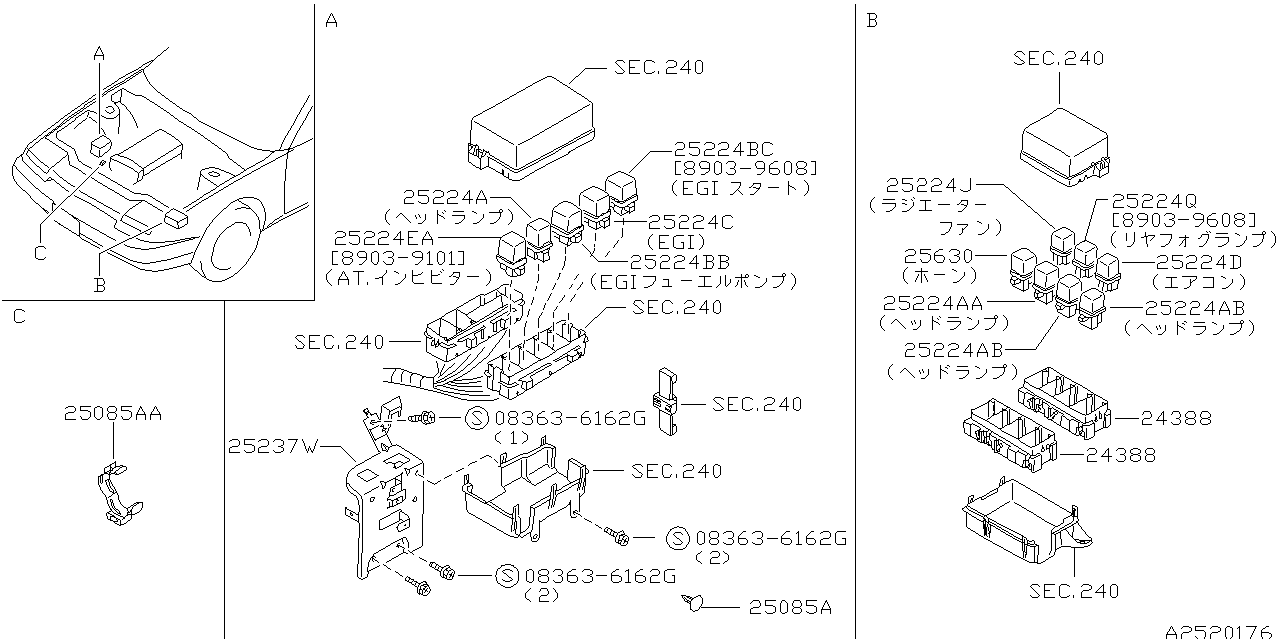 A
C
B
C
25085AA
A
SEC.240
25224BC
[8903-9608]
(EGI スタート)
25224A
(ヘッドランプ)
25224C
(EGI)
25224EA
[8903-9101]
(AT.インヒビター)
25224BB
(EGIフューエルポンプ)
SEC.240
SEC.240
SEC.240
S 08363-6162G
(1)
25237W
SEC.240
S 08363-6162G
(2)
S 08363-6162G
(2)
25085A
B
SEC.240
25224J
(ラジエーター
ファン)
25224Q
[8903-9608]
(リヤフォグランプ)
25630
(ホーン)
25224D
(エアコン)
25224AA
(ヘッドランプ)
25224AB
(ヘッドランプ)
25224AB
(ヘッドランプ)
24388
24388
SEC.240
A2520176